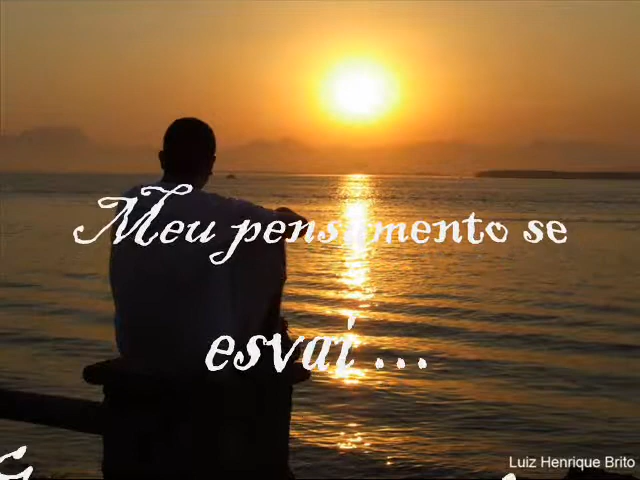 Meu pensamento se
esvai ...
Luiz Henrique Brito